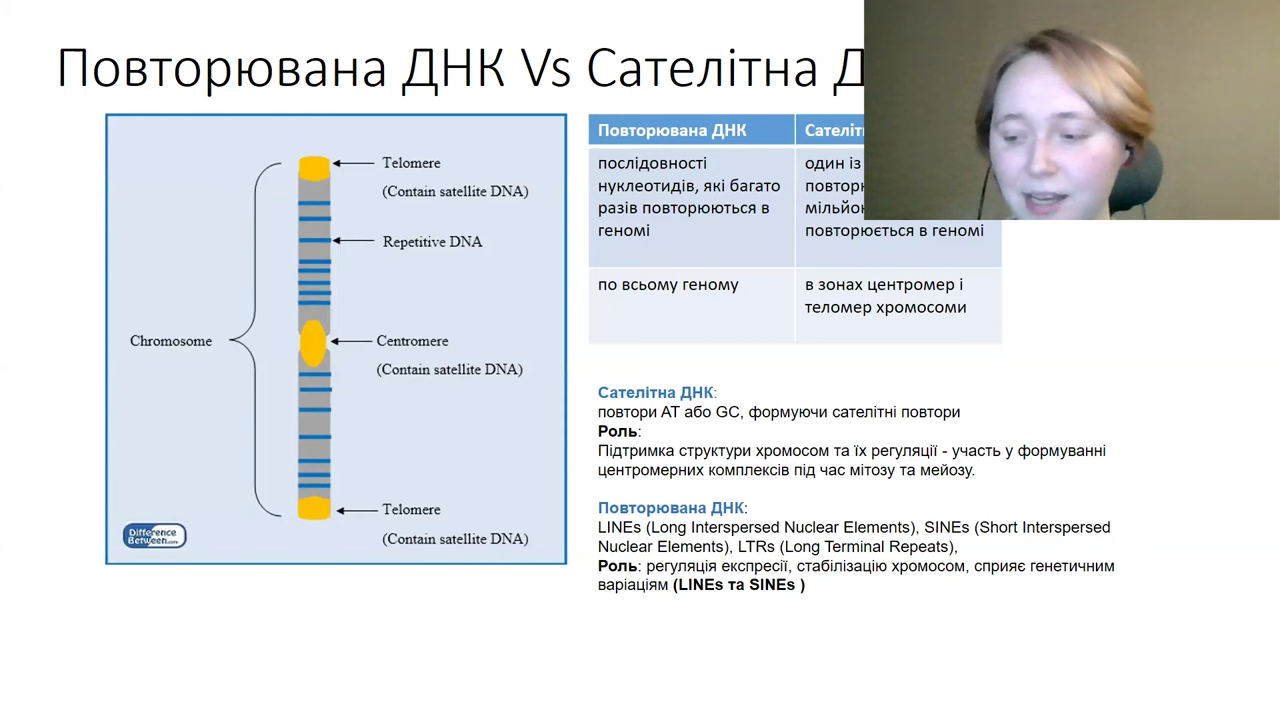 Повторювана ДНК Vs Сателітна
Telomere
(Contain satellite DNA)
Repetitive DNA
Chromosome
Centromere
(Contain satellite DNA)
Telomere
(Contain satellite DNA)
Difference
Between.com
Повторювана ДНК
послідовності
нуклеотидів, які багато
разів повторюються в
геномі
один із
повторюється в геномі
по всьому геному
в зонах центромер і
теломер хромосоми
Сателітна ДНК:
повтори АТ або GC, формуючи сателітні повтори
Роль:
Підтримка структури хромосом та їх регуляції - участь у формуванні
центромерних комплексів під час мітозу та мейозу.
Повторювана ДНК:
LINEs (Long Interspersed Nuclear Elements), SINEs (Short Interspersed
Nuclear Elements), LTRs (Long Terminal Repeats),
Роль: регуляція експресії, стабілізацію хромосом, сприяє генетичним
варіаціям (LINEs та SINEs )